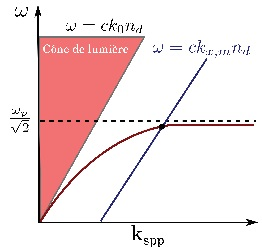 ω
ω = ck₀n_d
Cône de lumière
ω = ck_{x,m}n_d
ω_p/√2
k_spp